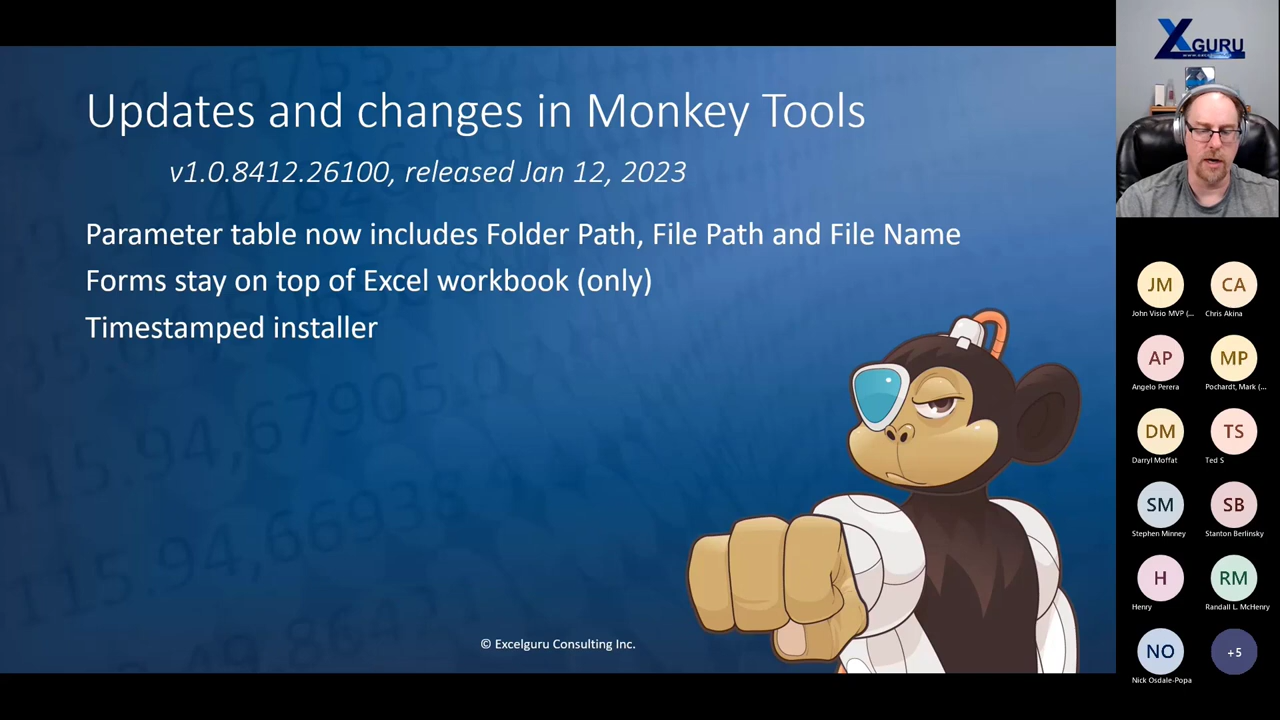 Updates and changes in Monkey Tools
v1.0.8412.26100, released Jan 12, 2023
Parameter table now includes Folder Path, File Path and File Name
Forms stay on top of Excel workbook (only)
Timestamped installer
© Excelguru Consulting Inc.
XGURU
JM
John Visio MVP (...
CA
Chris Akina
AP
Angelo Perera
MP
Pochardt, Mark (...
DM
Darryl Moffat
TS
Ted S
SM
Stephen Minney
SB
Stanton Berlinsky
H
Henry
RM
Randall L. McHenry
NO
Nick Osdale-Popa
+5